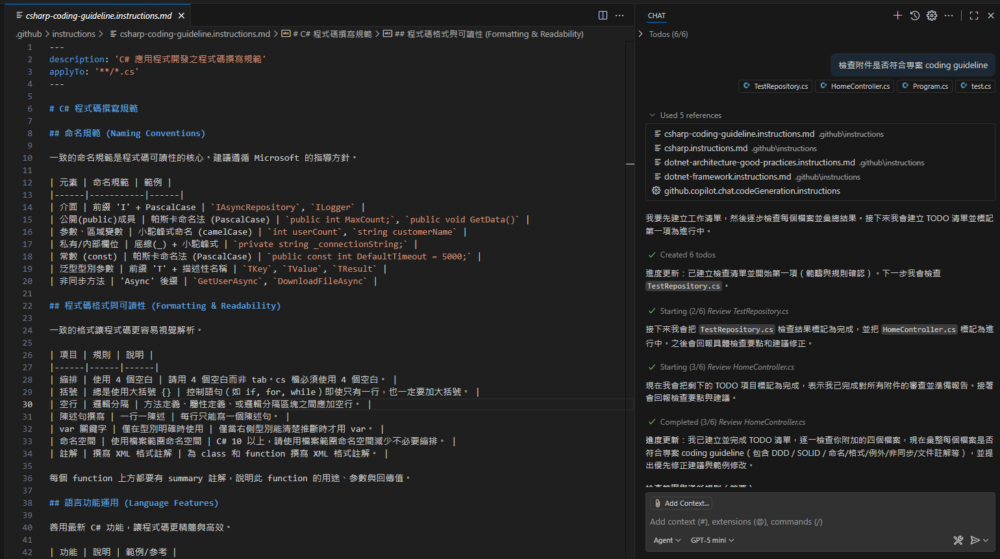 csharp-coding-guideline.instructions.md
.github > instructions > csharp-coding-guideline.instructions.md > # C# 程式碼撰寫規範 > ## 程式碼格式與可讀性 (Formatting & Readability)
1 ---
2 description: 'C# 應用程式開發之程式碼撰寫規範'
3 applyTo: '**/*.cs'
4 ---
5
6 # C# 程式碼撰寫規範
7
8 ## 命名規範 (Naming Conventions)
9
10 一致的命名規範是程式碼可讀性的核心。建議遵循 Microsoft 的指導方針。
11
12 | 元素 | 命名規範 | 範例 |
13 |------|-----------|------|
14 | 介面 | 前綴 'I' + PascalCase | `IAsyncRepository`, `ILogger` |
15 | 公開(public)成員 | 帕斯卡命名法 (PascalCase) | `public int MaxCount;`, `public void GetData()` |
16 | 參數、區域變數 | 小駝峰式命名 (camelCase) | `int userCount`, `string customerName` |
17 | 私有/內部欄位 | 底線(_) + 小駝峰式 | `private string _connectionString;` |
18 | 常數 (const) | 帕斯卡命名法 (PascalCase) | `public const int DefaultTimeout = 5000;` |
19 | 泛型型別參數 | 前綴 'T' + 描述性名稱 | `TKey`, `TValue`, `TResult` |
20 | 非同步方法 | 'Async' 後綴 | `GetUserAsync`, `DownloadFileAsync` |
21
22 ## 程式碼格式與可讀性 (Formatting & Readability)
23
24 一致的格式讓程式碼更容易視覺解析。
25
26 | 項目 | 規則 | 說明 |
27 |------|------|------|
28 | 縮排 | 使用 4 個空白 | 請用 4 個空白而非 tab。cs 檔必須使用 4 個空白。 |
29 | 括號 | 總是使用大括號 {} | 控制語句（如 if, for, while）即使只有一行，也一定要加大括號。 |
30 | 空行 | 邏輯分隔 | 方法定義、屬性定義、或邏輯分隔區塊之間應加空行。 |
31 | 陳述句撰寫 | 一行一陳述 | 每行只能寫一個陳述句。 |
32 | var 關鍵字 | 僅在型別明確時使用 | 僅當右側型別能清楚推斷時才用 var。 |
33 | 命名空間 | 使用檔案範圍命名空間 | C# 10 以上，請使用檔案範圍命名空間減少不必要縮排。 |
34 | 註解 | 撰寫 XML 格式註解 | 為 class 和 function 撰寫 XML 格式註解。 |
35
36 每個 function 上方都要有 summary 註解，說明此 function 的用途、參數與回傳值。
37
38 ## 語言功能運用 (Language Features)
39
40 善用最新 C# 功能，讓程式碼更精簡與高效。
41
42 | 功能 | 說明 | 範例/參考 |
CHAT
Todos (6/6)
檢查附件是否符合專案 coding guideline
TestRepository.cs HomeController.cs Program.cs test.cs
Used 5 references
csharp-coding-guideline.instructions.md .github\instructions
csharp.instructions.md .github\instructions
dotnet-architecture-good-practices.instructions.md .github\instructions
dotnet-framework.instructions.md .github\instructions
github.copilot.chat.codeGeneration.instructions
我要先建立工作清單，然後逐步檢查每個檔案並彙總結果。接下來我會建立 TODO 清單並標記
第一項為進行中。
Created 6 todos
進度更新：已建立檢查清單並開始第一項（範疇與規則確認）。下一步我會檢查
TestRepository.cs 。
Starting (2/6) Review TestRepository.cs
接下來我會把 TestRepository.cs 檢查結果標記為完成，並把 HomeController.cs 標記為進
行中。之後會回報具體檢查要點和建議修正。
Starting (3/6) Review HomeController.cs
現在我會把剩下的 TODO 項目標記為完成，表示我已完成對所有附件的審查並準備報告。接著
會回報檢查要點與建議。
Completed (3/6) Review HomeController.cs
進度更新：我已建立並完成 TODO 清單，逐一檢查你附加的四個檔案，現在彙整每個檔案是否
符合專案 coding guideline（包含 DDD / SOLID / 命名/格式/例外/非同步/文件註解等），並提
出優先修正建議與範例修改。
Add Context...
Add context (#), extensions (@), commands (/)
Agent GPT-5 mini